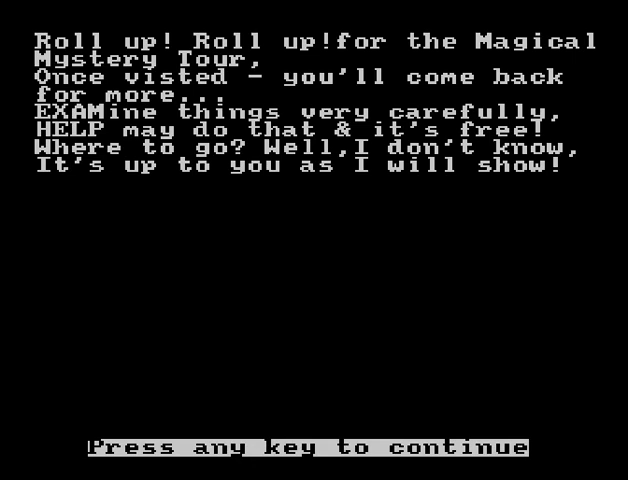 Roll up! Roll up!for the Magical
Mystery Tour,
Once visted - you'll come back
for more...
EXAMine things very carefully,
HELP may do that & it's free!
Where to go? Well,I don't know,
It's up to you as I will show!
Press any key to continue